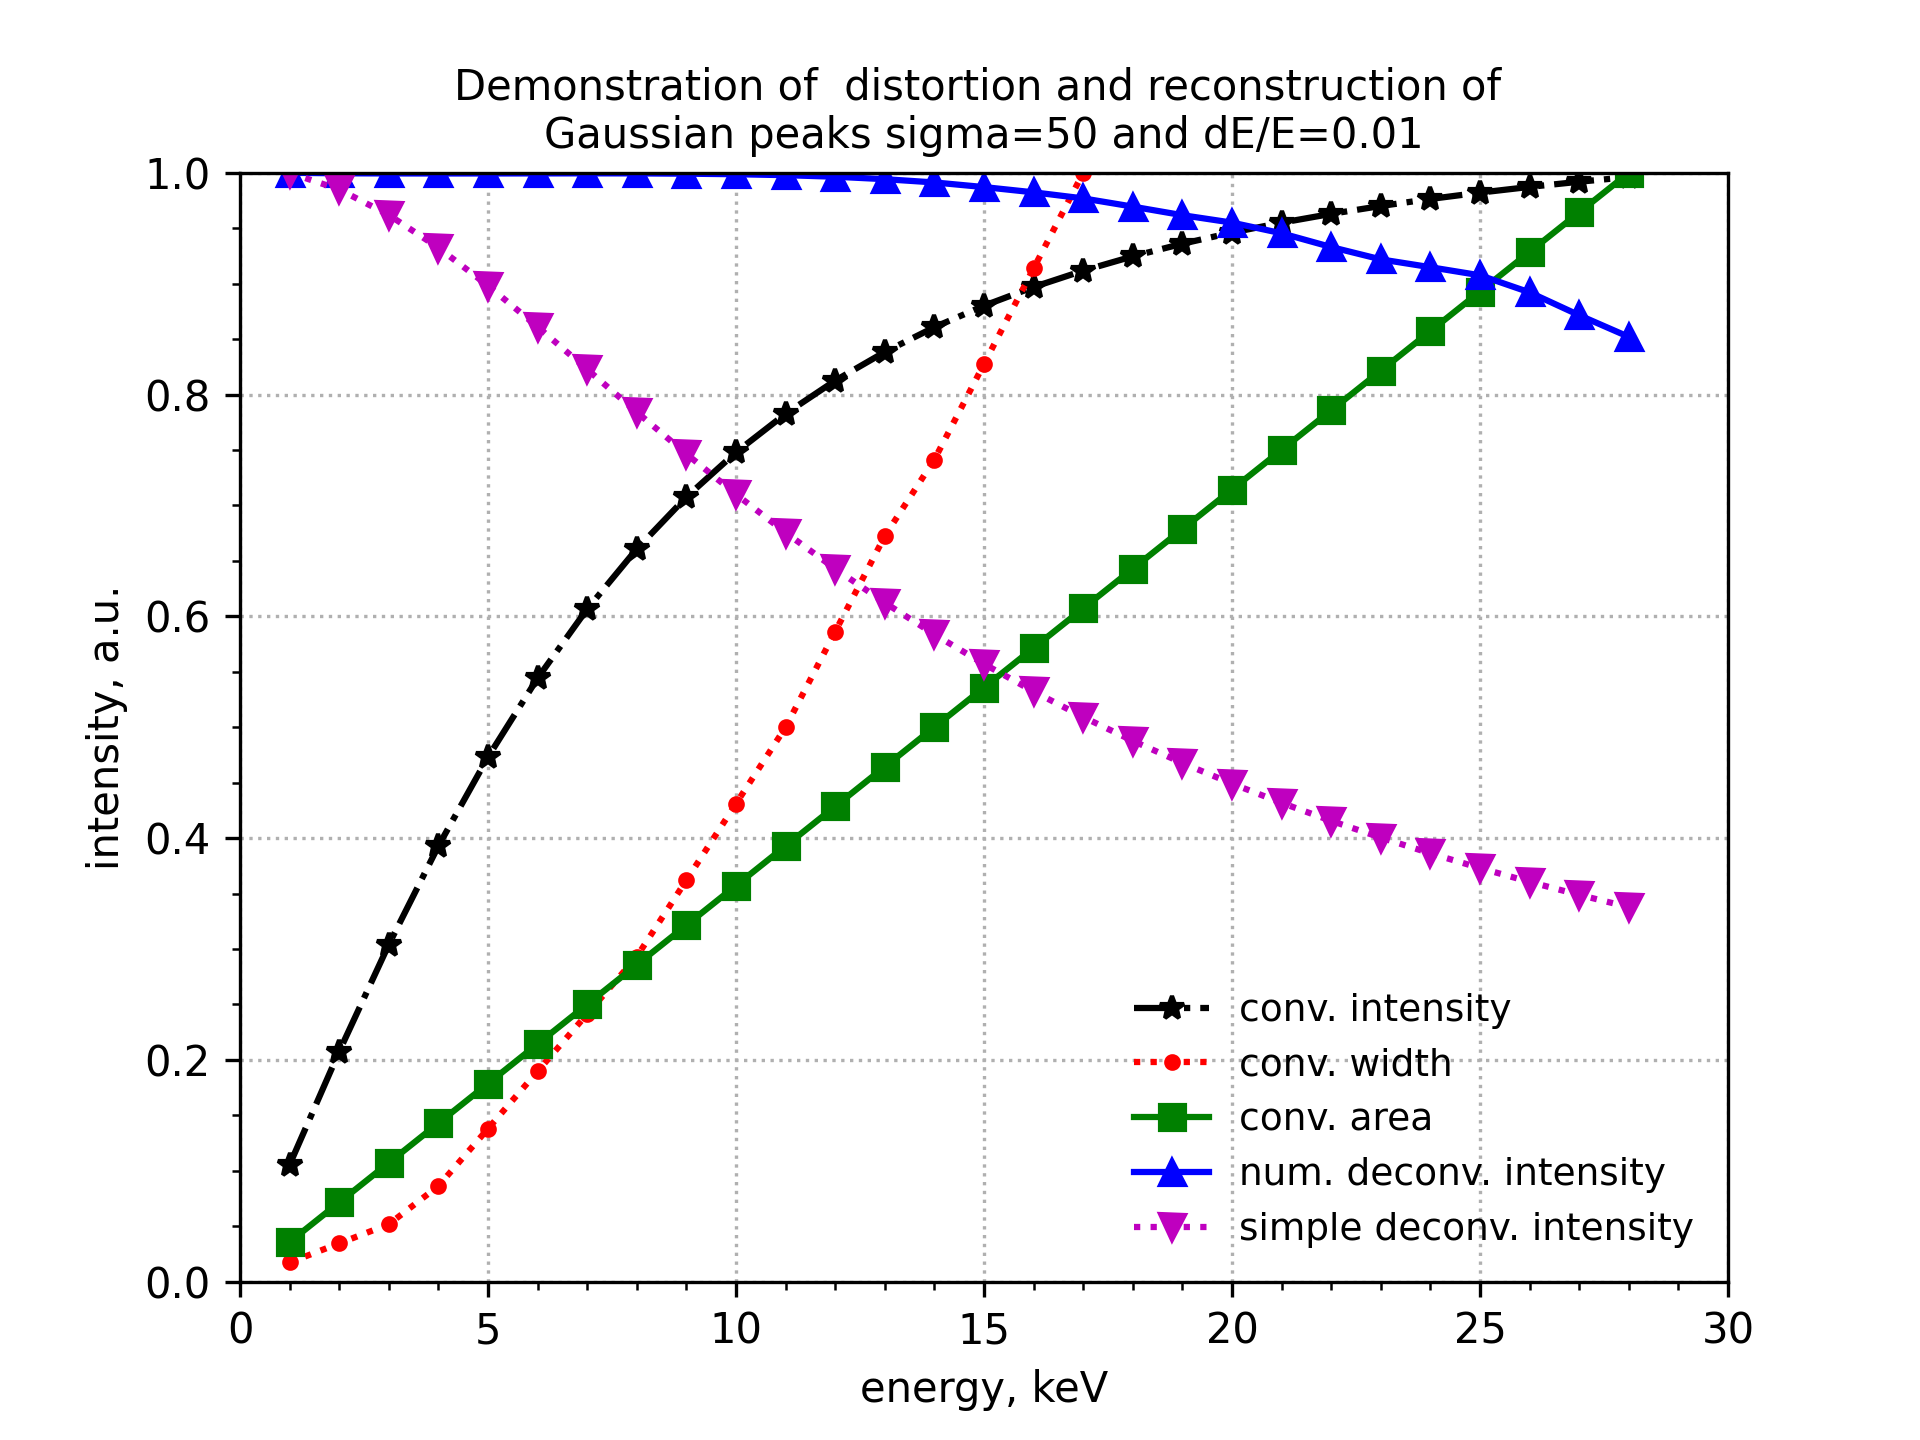 Demonstration of  distortion and reconstruction of
Gaussian peaks sigma=50 and dE/E=0.01
1.0
0.8
0.6
0.4
0.2
0.0
intensity, a.u.
conv. intensity
conv. width
conv. area
num. deconv. intensity
simple deconv. intensity
0 5 10 15 20 25 30
energy, keV